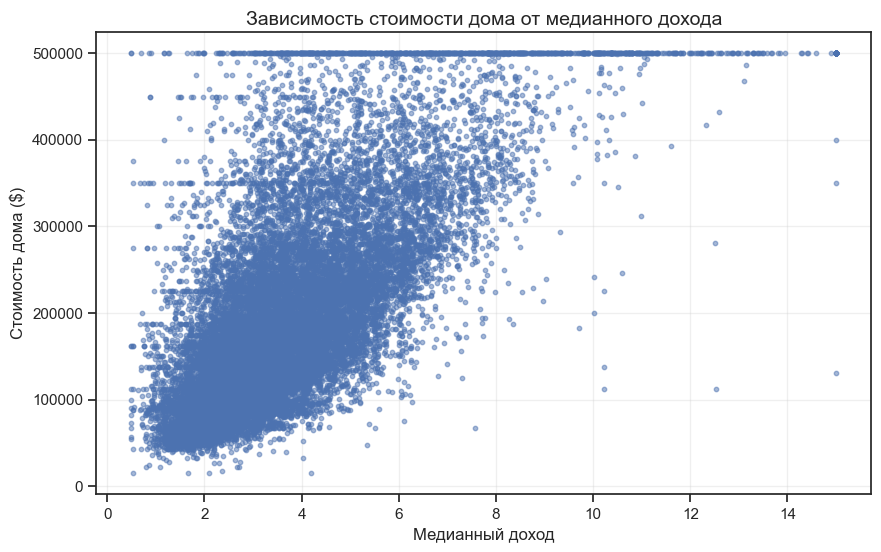 Зависимость стоимости дома от медианного дохода
Стоимость дома ($)
500000
400000
300000
200000
100000
0
0 2 4 6 8 10 12 14
Медианный доход